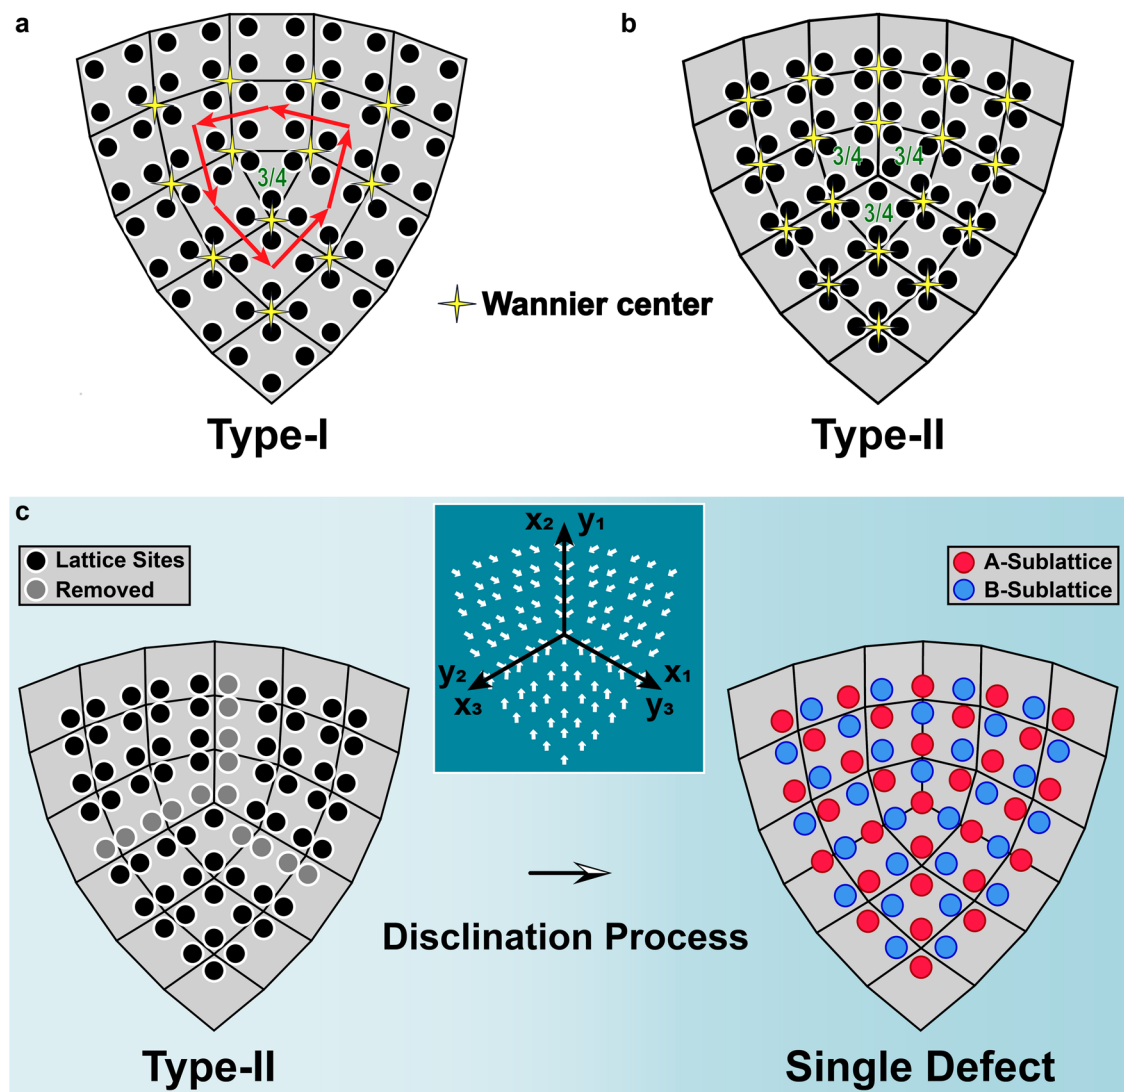 a
b
3/4
3/4
3/4
3/4
Wannier center
Type-I
Type-II
c
x₂ y₁
Lattice Sites
Removed
A-Sublattice
B-Sublattice
y₂
x₃
x₁
y₃
Disclination Process
Type-II
Single Defect